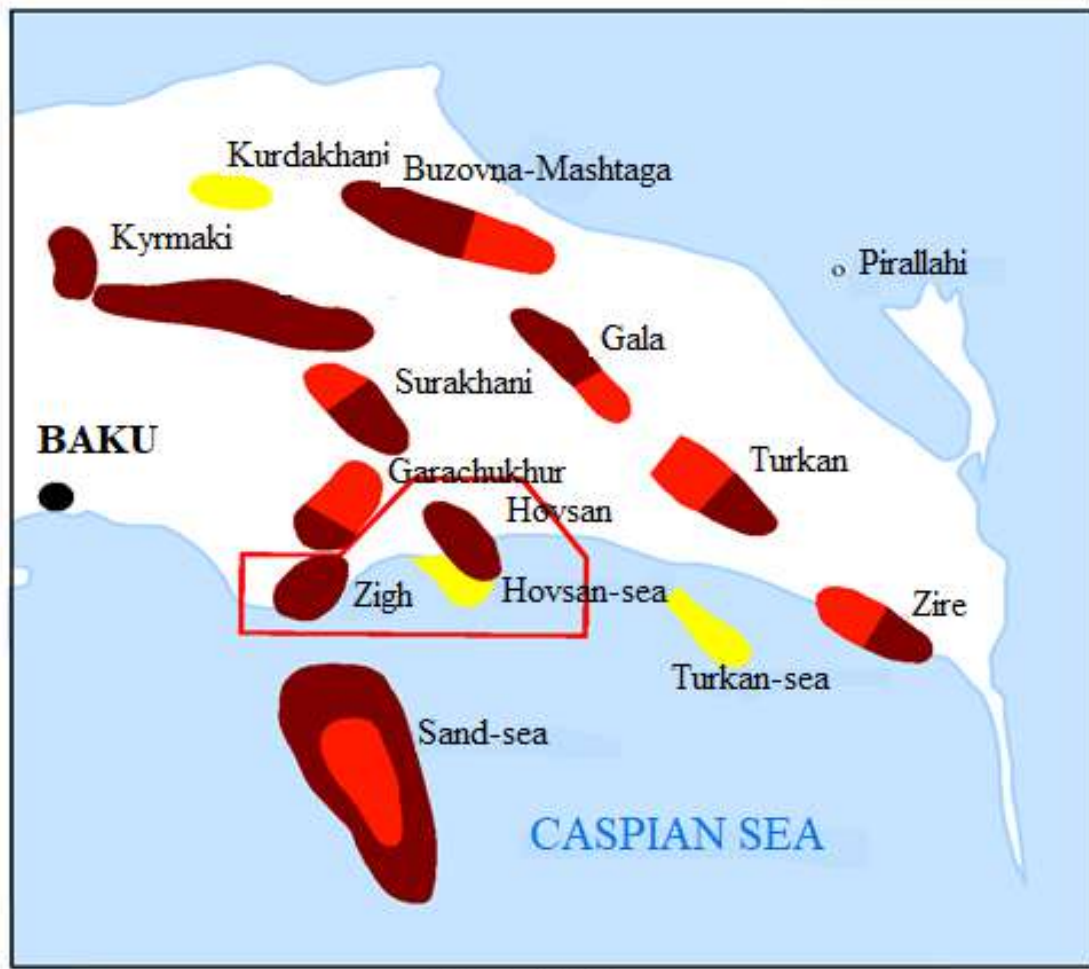 Kurdakhani
Buzovna-Mashtaga
Kyrmaki
Pirallahi
Gala
Surakhani
BAKU
Turkan
Garachukhur
Hovsan
Zigh
Hovsan-sea
Zire
Turkan-sea
Sand-sea
CASPIAN SEA